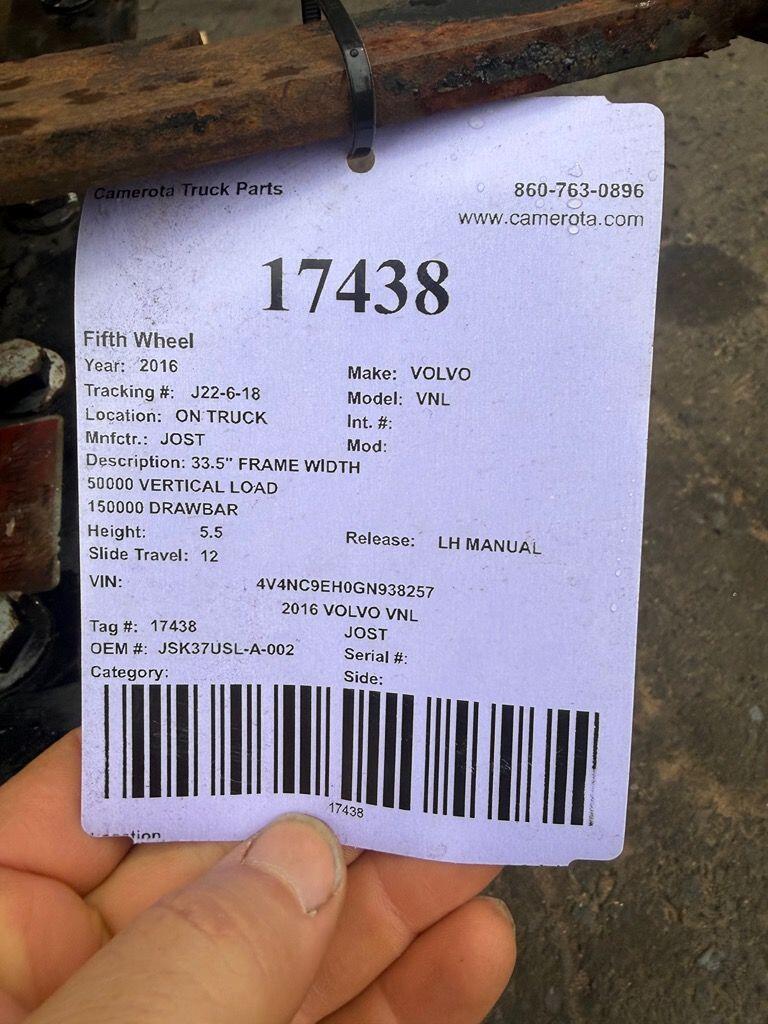 Camerota Truck Parts 860-763-0896
www.camerota.com
17438
Fifth Wheel
Year: 2016 Make: VOLVO
Tracking #: J22-6-18 Model: VNL
Location: ON TRUCK Int. #:
Mnfctr.: JOST Mod:
Description: 33.5" FRAME WIDTH
50000 VERTICAL LOAD
150000 DRAWBAR
Height: 5.5 Release: LH MANUAL
Slide Travel: 12
VIN: 4V4NC9EH0GN938257
2016 VOLVO VNL
Tag #: 17438 JOST
OEM #: JSK37USL-A-002 Serial #:
Category: Side:
17438